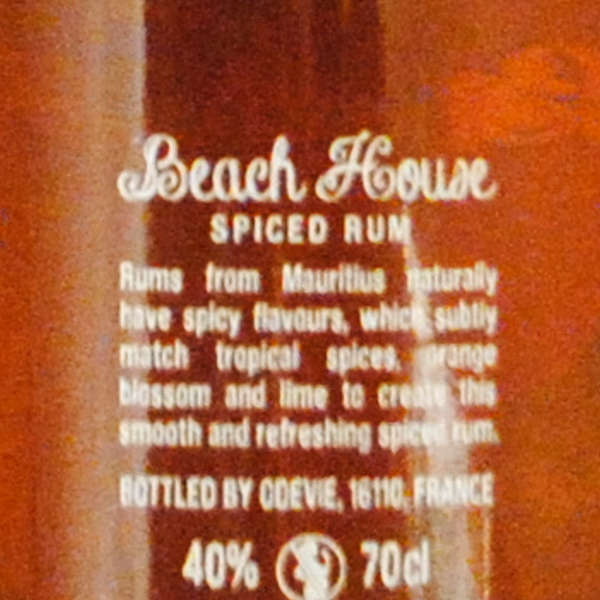 Beach House
SPICED RUM
Rums from Mauritius naturally
have spicy flavours, which subtly
match tropical spices, orange
blossom and lime to create this
smooth and refreshing spiced rum.
BOTTLED BY ODEVIE, 16110, FRANCE
40% 70cl